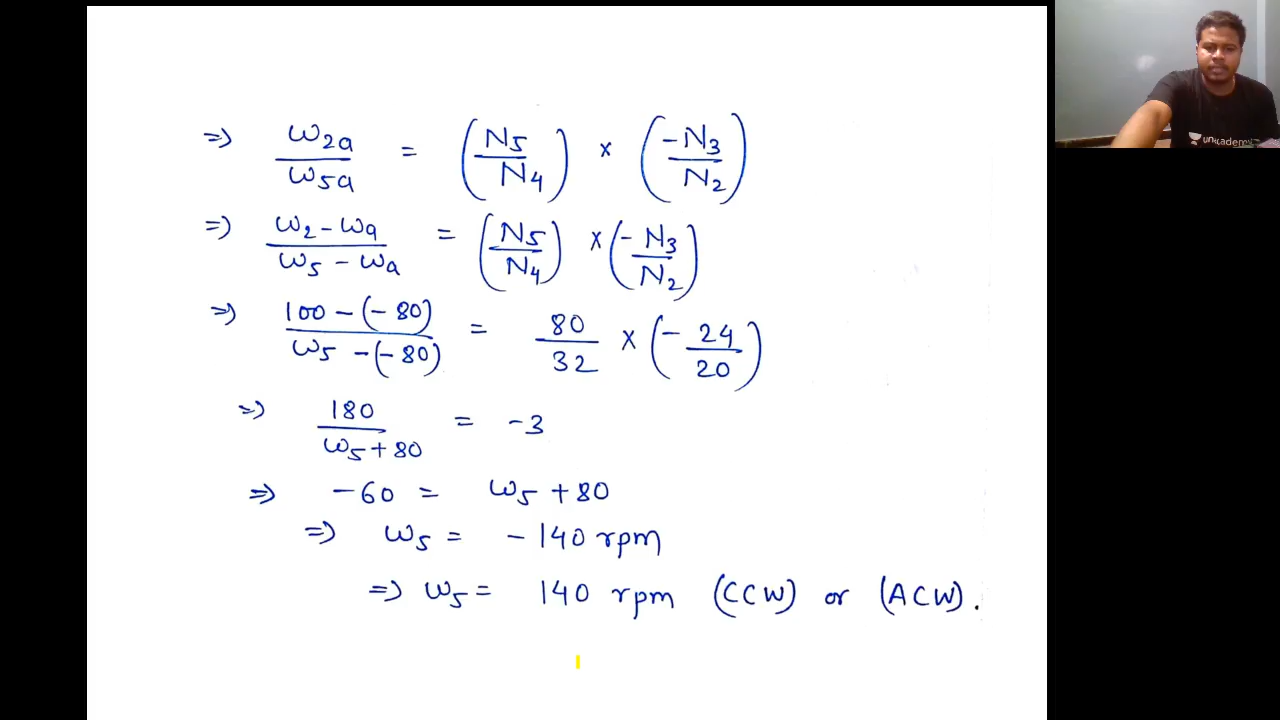 ⇒ ω2a/ω5a = (N5/N4) × (-N3/N2)
⇒ ω2 - ωa/ω5 - ωa = (N5/N4) × (-N3/N2)
⇒ 100 - (-80)/ω5 - (-80) = 80/32 × (-24/20)
⇒ 180/ω5 + 80 = -3
⇒ -60 = ω5 + 80
⇒ ω5 = -140 rpm
⇒ ω5 = 140 rpm (CCW) or (ACW).
unacademy